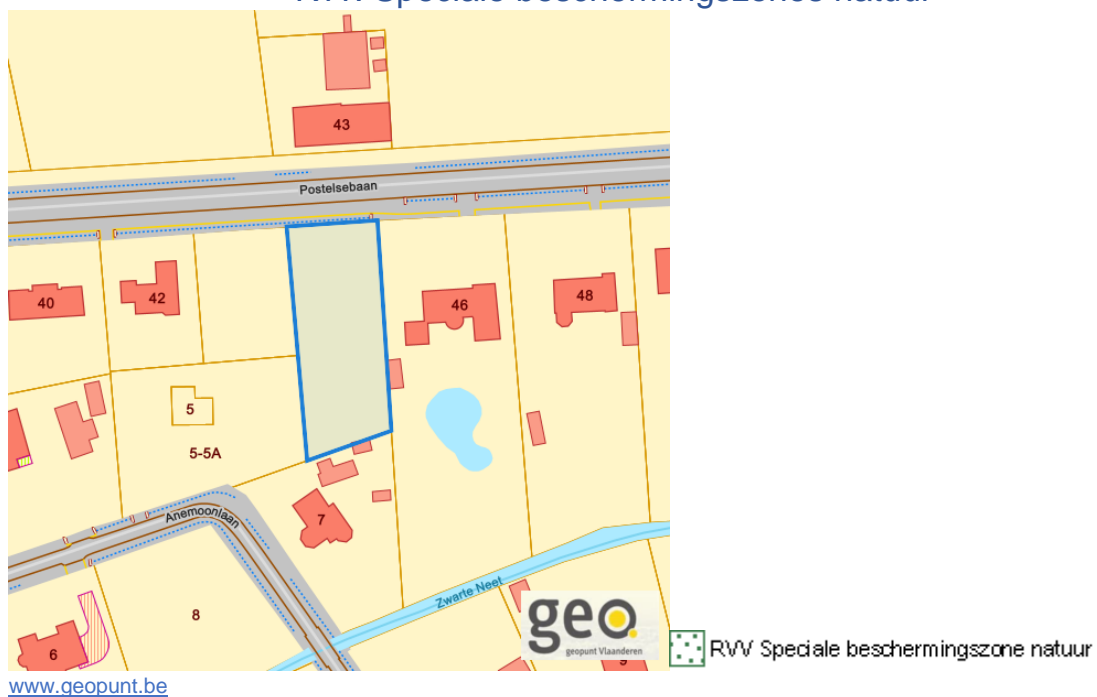 RVV Speciale beschermingszones natuur
43
Postelsebaan
40
42
46
48
5
5-5A
7
Anemoonlaan
Zwarte Neet
8
6
9
geo
geopunt Vlaanderen
RVV Speciale beschermingszone natuur
www.geopunt.be